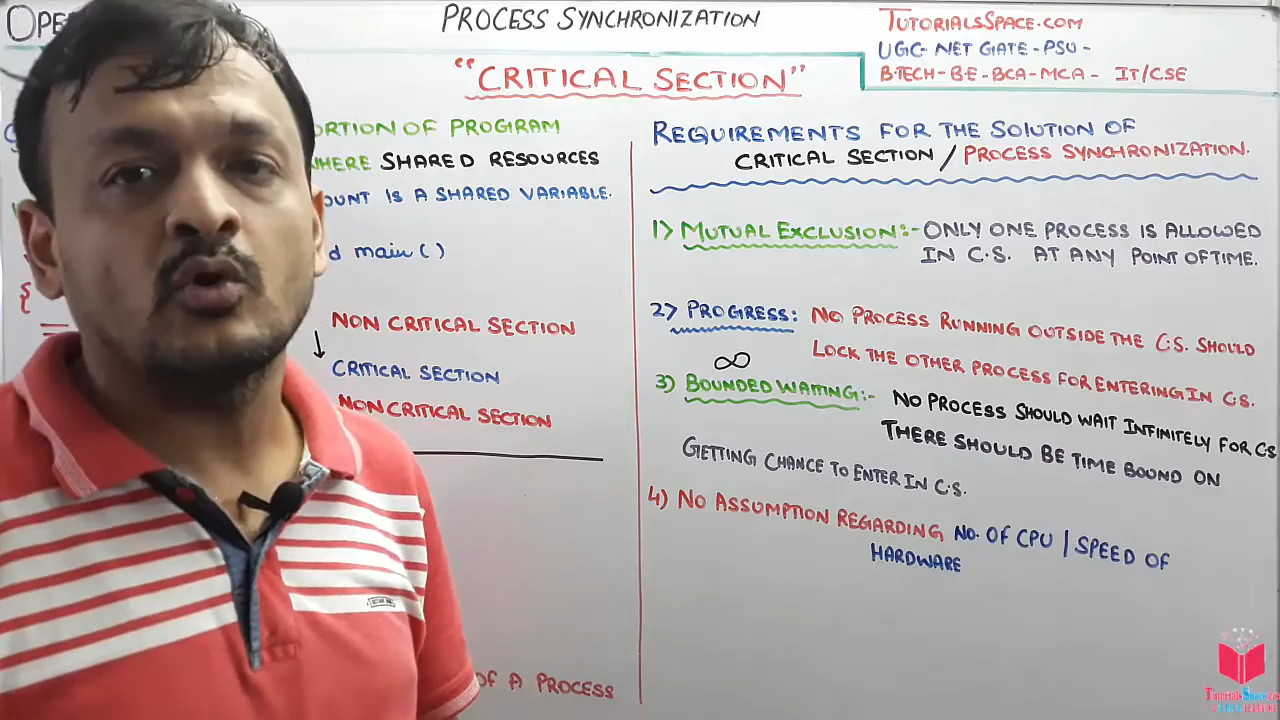 OPE
PROCESS SYNCHRONIZATION
TUTORIALSSPACE.COM
UGC-NET GATE-PSU-
B.TECH-B.E-BCA-MCA- IT/CSE
"CRITICAL SECTION"
ORTION OF PROGRAM
WHERE SHARED RESOURCES
OUNT IS A SHARED VARIABLE.
d main()
{
NON CRITICAL SECTION
CRITICAL SECTION
NON CRITICAL SECTION
OF A PROCESS
REQUIREMENTS FOR THE SOLUTION OF
CRITICAL SECTION / PROCESS SYNCHRONIZATION.
1) MUTUAL EXCLUSION:- ONLY ONE PROCESS IS ALLOWED
IN C.S. AT ANY POINT OF TIME.
2) PROGRESS: NO PROCESS RUNNING OUTSIDE THE C.S. SHOULD
LOCK THE OTHER PROCESS FOR ENTERING IN C.S.
∞
3) BOUNDED WAITING:- NO PROCESS SHOULD WAIT INFINITELY FOR CS
THERE SHOULD BE TIME BOUND ON
GETTING CHANCE TO ENTER IN C.S.
4) NO ASSUMPTION REGARDING NO. OF CPU | SPEED OF
HARDWARE
TutorialsSpace.co